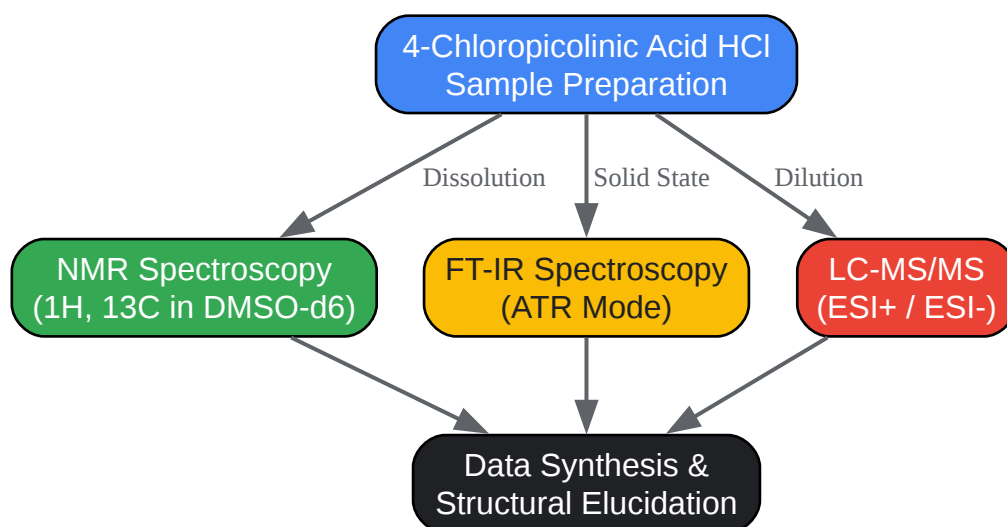 4-Chloropicolinic Acid HCl
Sample Preparation
Dissolution
Solid State
Dilution
NMR Spectroscopy
(1H, 13C in DMSO-d6)
FT-IR Spectroscopy
(ATR Mode)
LC-MS/MS
(ESI+ / ESI-)
Data Synthesis &
Structural Elucidation